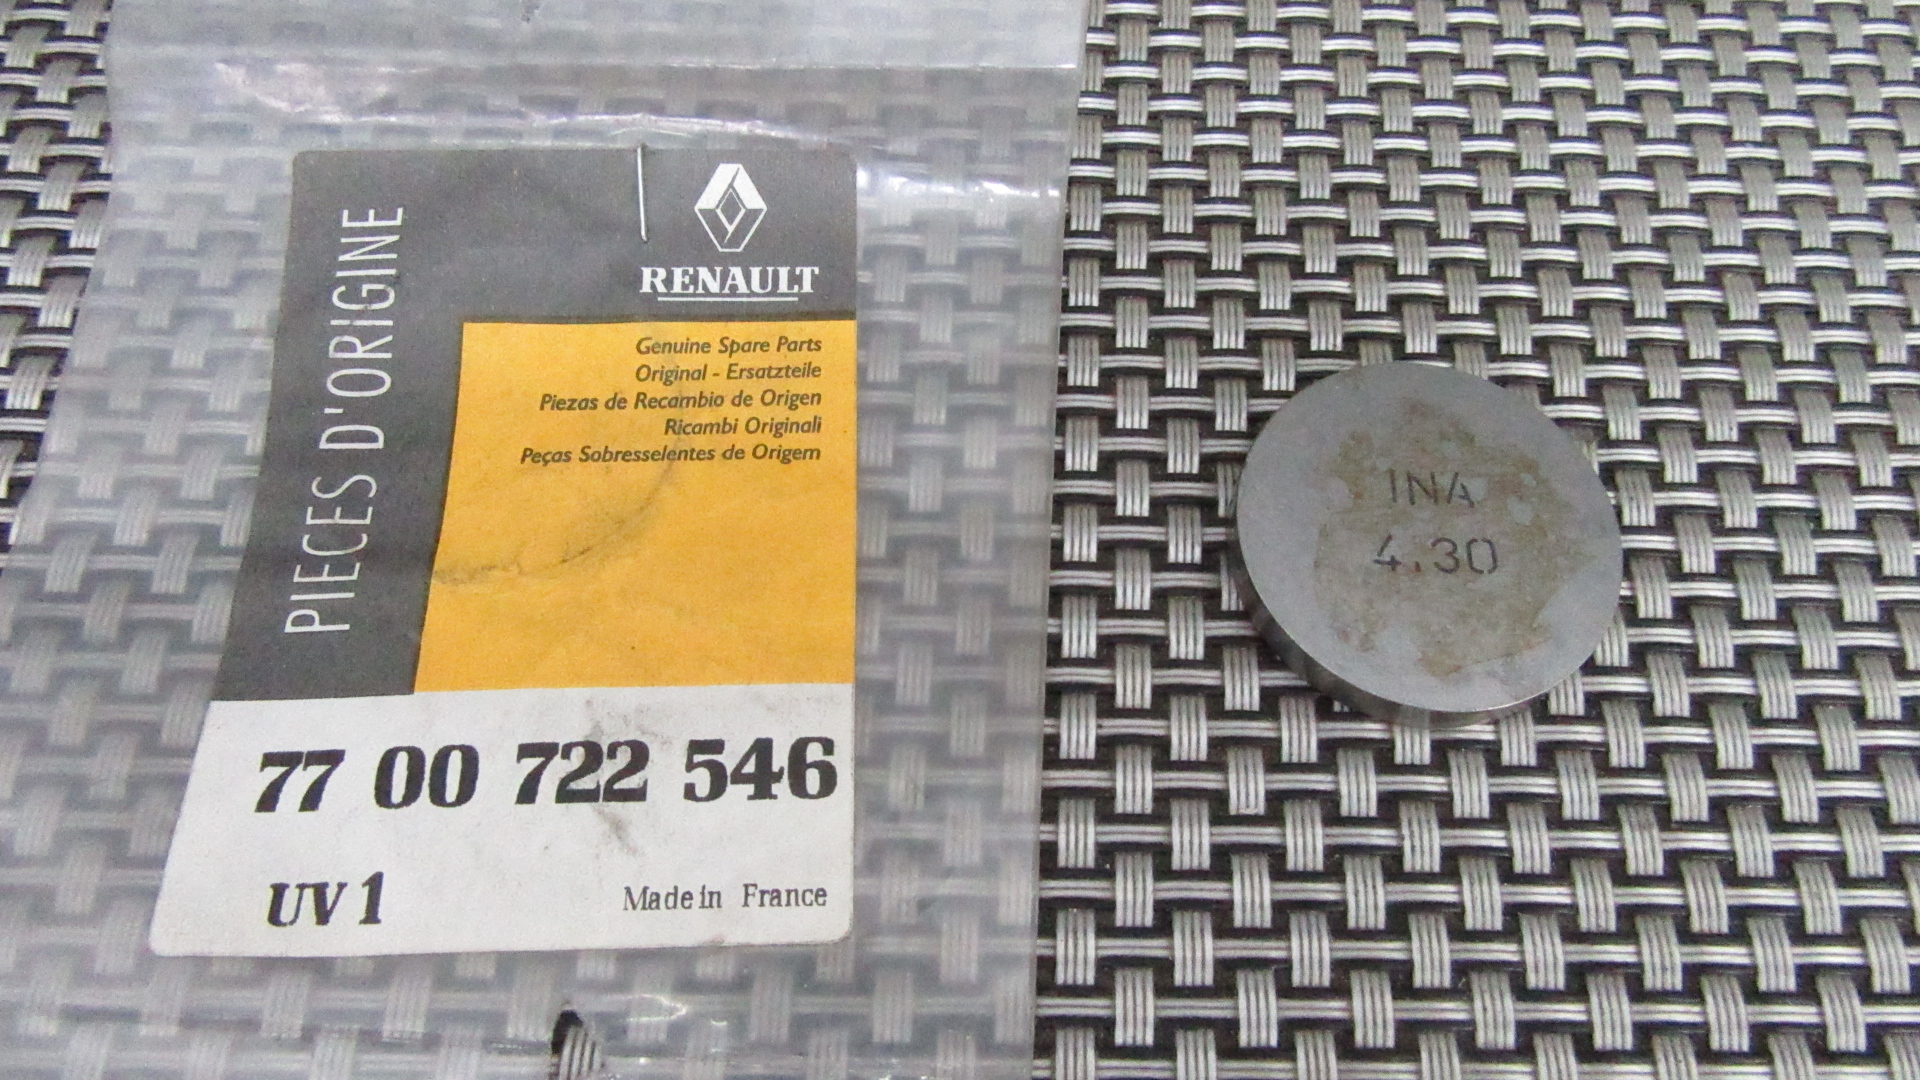 PIECES D'ORIGINE
RENAULT
Genuine Spare Parts
Original - Ersatzteile
Piezas de Recambio de Origen
Ricambi Originali
Peças Sobresselentes de Origem
77 00 722 546
UV 1
Made in France
INA
4.30